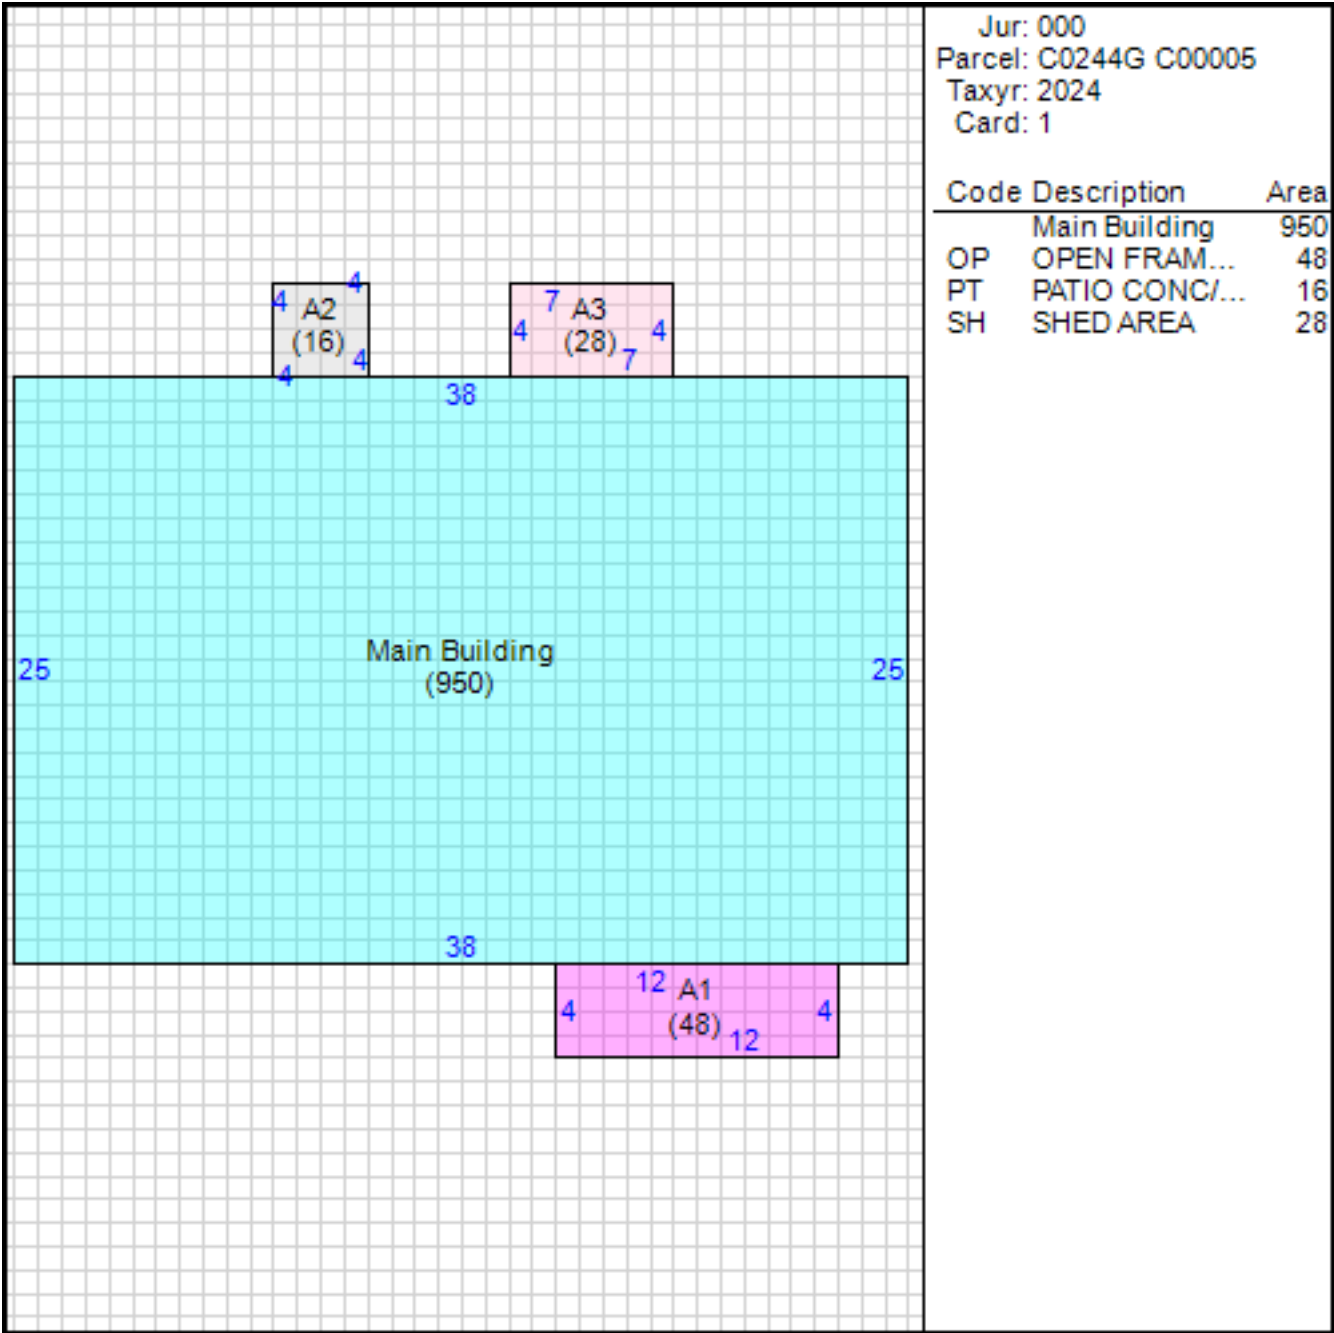 Jur: 000
Parcel: C0244G C00005
Taxyr: 2024
Card: 1
Code Description Area
Main Building 950
OP OPEN FRAM... 48
PT PATIO CONC/... 16
SH SHED AREA 28
4
4
A2
(16)
4
4
7
A3
4
(28)
4
7
38
Main Building
(950)
25
25
38
12
A1
4
(48)
4
12